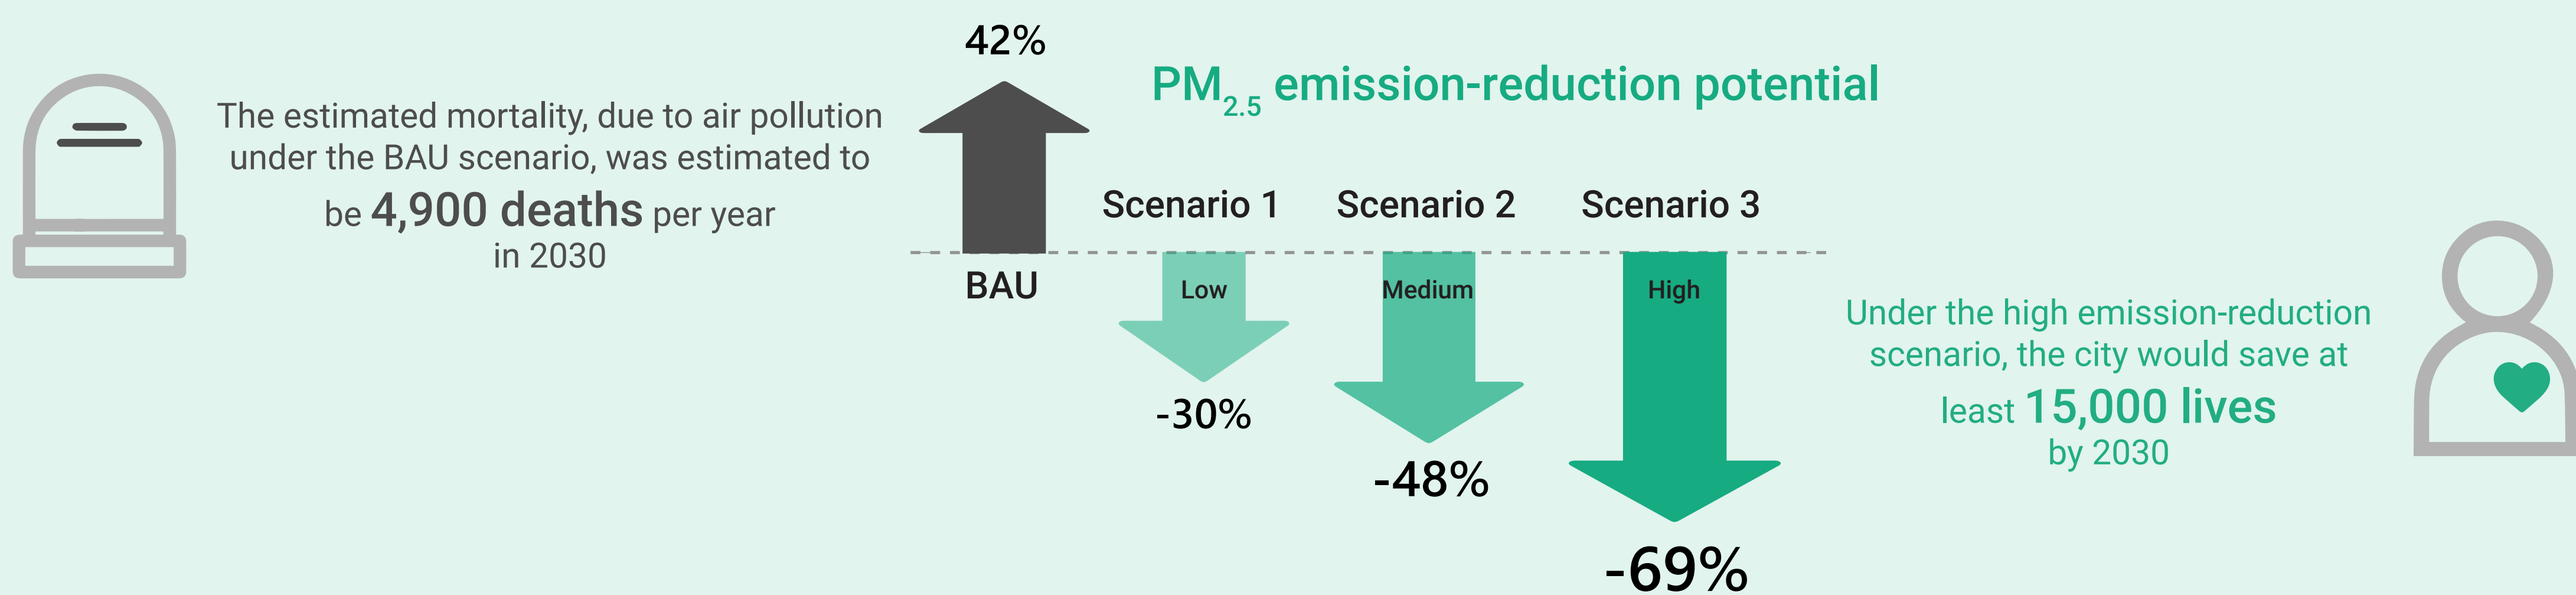 The estimated mortality, due to air pollution
under the BAU scenario, was estimated to
be 4,900 deaths per year
in 2030
42%
BAU
PM2.5 emission-reduction potential
Scenario 1
Low
-30%
Scenario 2
Medium
-48%
Scenario 3
High
-69%
Under the high emission-reduction
scenario, the city would save at
least 15,000 lives
by 2030